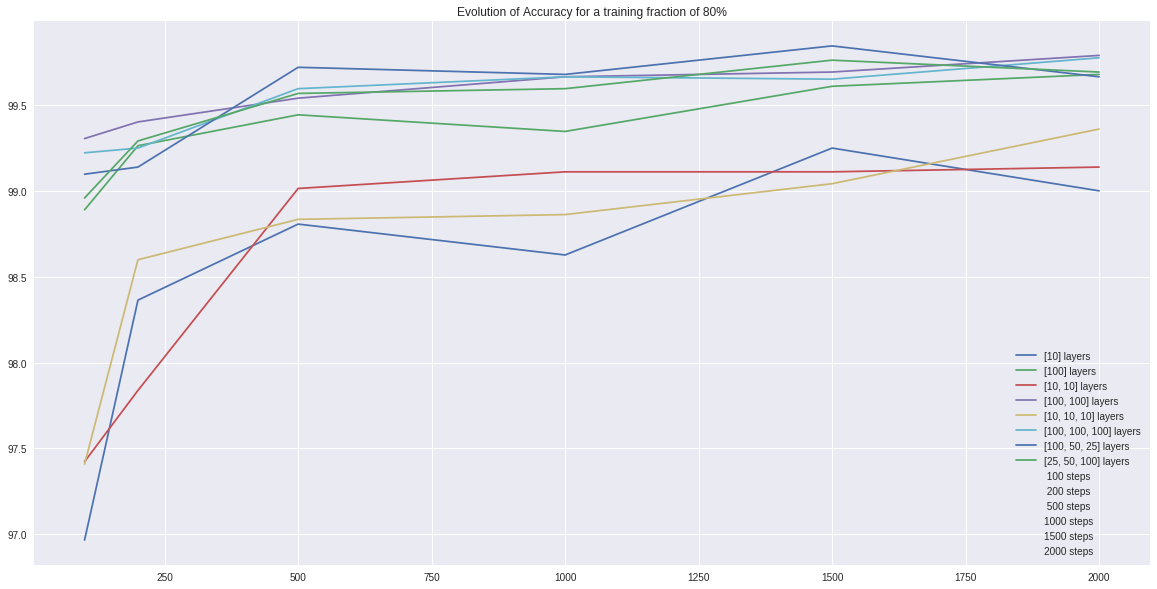 Evolution of Accuracy for a training fraction of 80%
99.5
99.0
98.5
98.0
97.5
97.0
250
500
750
1000
1250
1500
1750
2000
[10] layers
[100] layers
[10, 10] layers
[100, 100] layers
[10, 10, 10] layers
[100, 100, 100] layers
[100, 50, 25] layers
[25, 50, 100] layers
100 steps
200 steps
500 steps
1000 steps
1500 steps
2000 steps